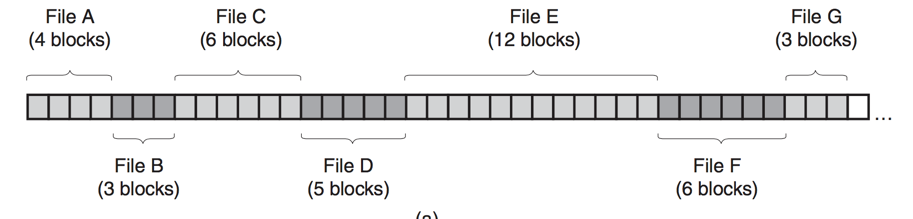 File A
(4 blocks)
File C
(6 blocks)
File E
(12 blocks)
File G
(3 blocks)
...
File B
(3 blocks)
File D
(5 blocks)
File F
(6 blocks)
(a)